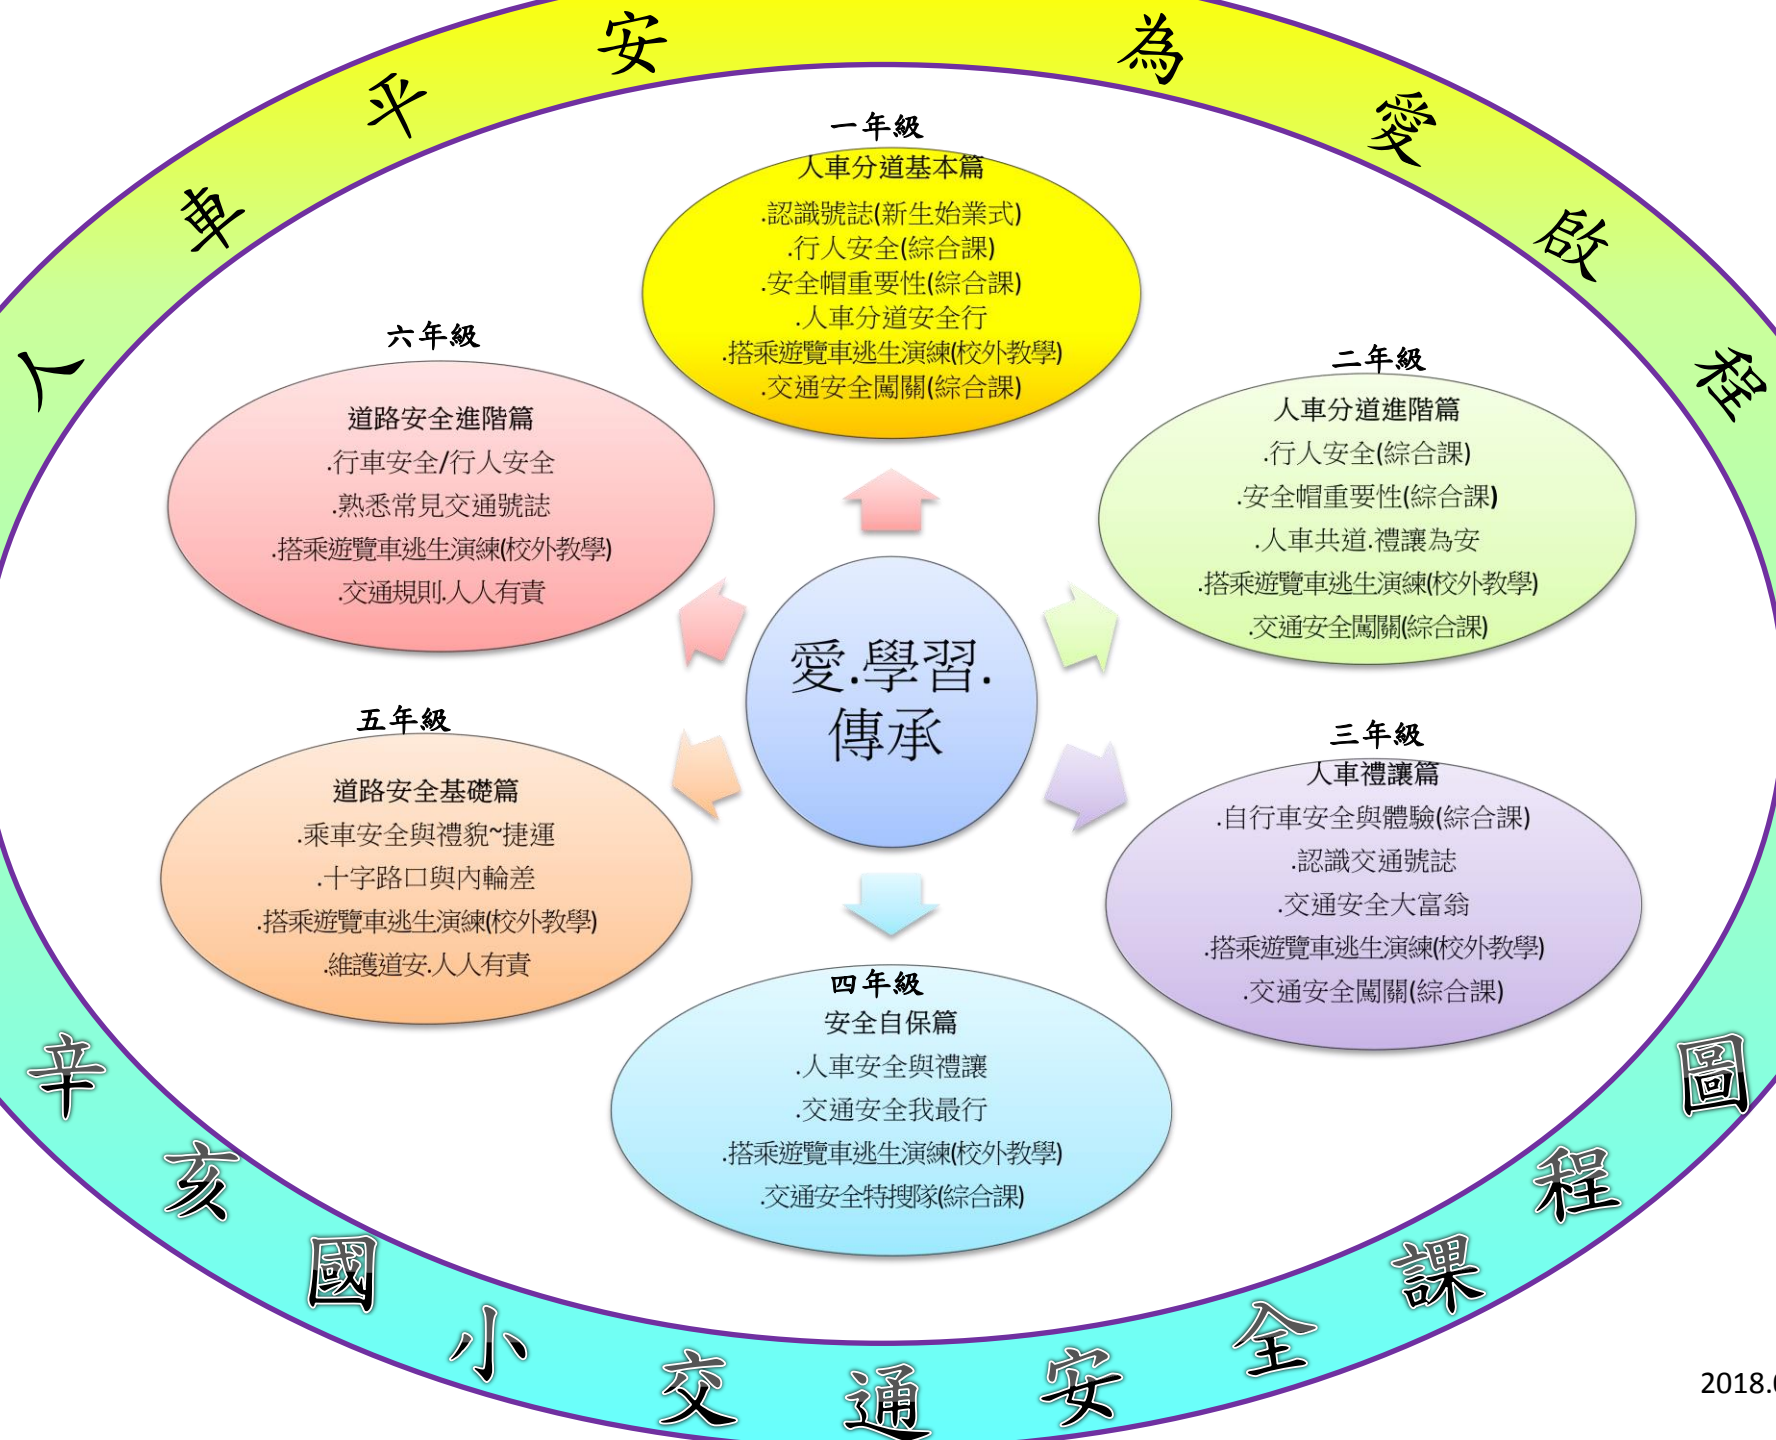 人車平安 為愛啟程
一年級
人車分道基本篇
.認識號誌(新生始業式)
.行人安全(綜合課)
.安全帽重要性(綜合課)
.人車分道安全行
.搭乘遊覽車逃生演練(校外教學)
.交通安全闖關(綜合課)
二年級
人車分道進階篇
.行人安全(綜合課)
.安全帽重要性(綜合課)
.人車共道.禮讓為安
.搭乘遊覽車逃生演練(校外教學)
.交通安全闖關(綜合課)
三年級
人車禮讓篇
.自行車安全與體驗(綜合課)
.認識交通號誌
.交通安全大富翁
.搭乘遊覽車逃生演練(校外教學)
.交通安全闖關(綜合課)
四年級
安全自保篇
.人車安全與禮讓
.交通安全我最行
.搭乘遊覽車逃生演練(校外教學)
.交通安全特搜隊(綜合課)
五年級
道路安全基礎篇
.乘車安全與禮貌~捷運
.十字路口與內輪差
.搭乘遊覽車逃生演練(校外教學)
.維護道安.人人有責
六年級
道路安全進階篇
.行車安全/行人安全
.熟悉常見交通號誌
.搭乘遊覽車逃生演練(校外教學)
.交通規則.人人有責
愛.學習.
傳承
辛亥國小交通安全課程圖
2018.